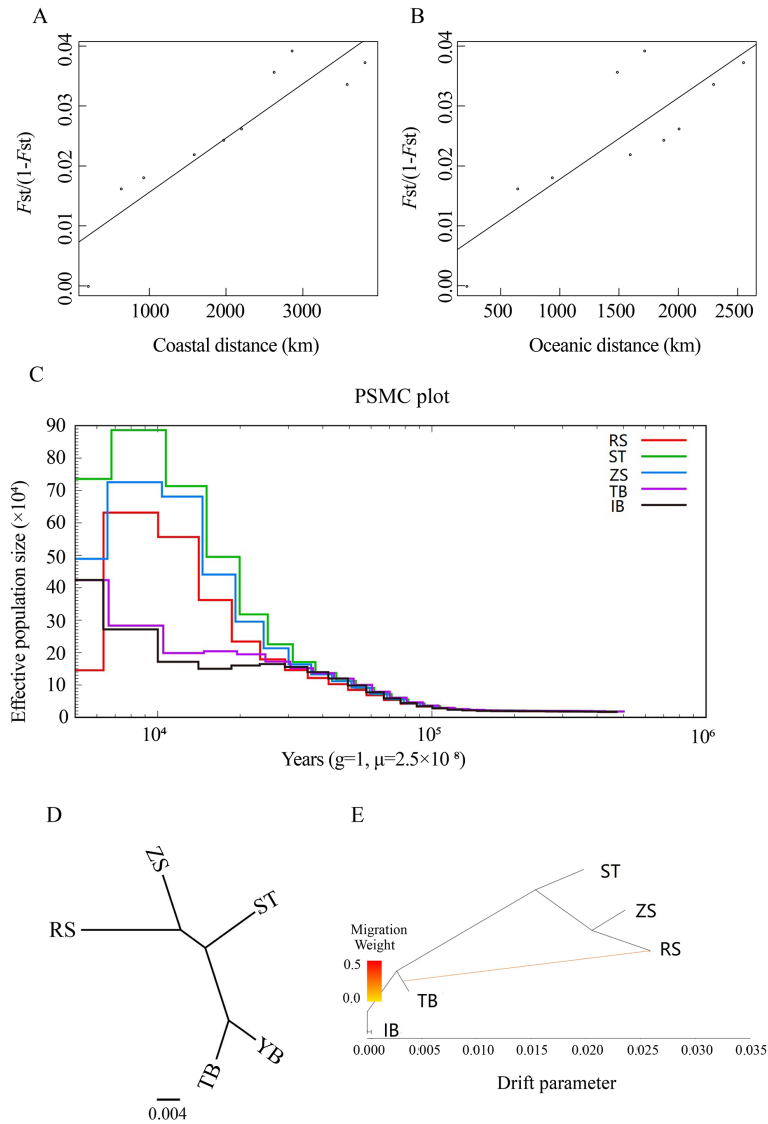 A
B
Fst/(1-Fst)
0.00 0.01 0.02 0.03 0.04
1000 2000 3000
Coastal distance (km)
Fst/(1-Fst)
0.00 0.01 0.02 0.03 0.04
500 1000 1500 2000 2500
Oceanic distance (km)
C
PSMC plot
Effective population size (×10⁴)
90
80
70
60
50
40
30
20
10
0
RS
ST
ZS
TB
IB
10⁴ 10⁵ 10⁶
Years (g=1, μ=2.5×10 ⁸)
D
ZS
ST
RS
YB
TB
0.004
E
ST
ZS
RS
Migration
Weight
0.5
0.0
TB
IB
0.000 0.005 0.010 0.015 0.020 0.025 0.030 0.035
Drift parameter